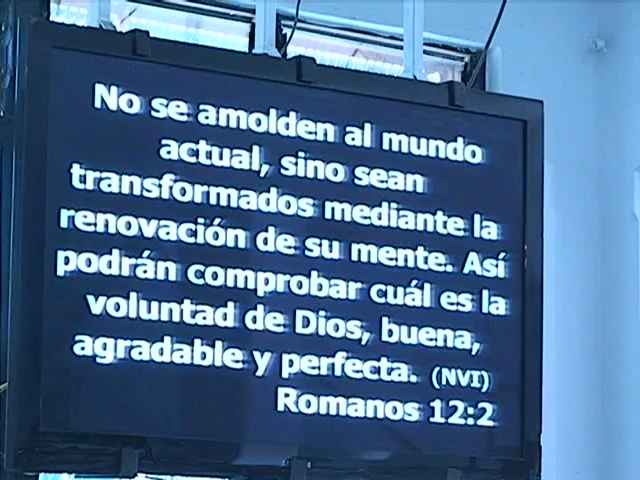 No se amolden al mundo
actual, sino sean
transformados mediante la
renovación de su mente. Así
podrán comprobar cuál es la
voluntad de Dios, buena,
agradable y perfecta. (NVI)
Romanos 12:2